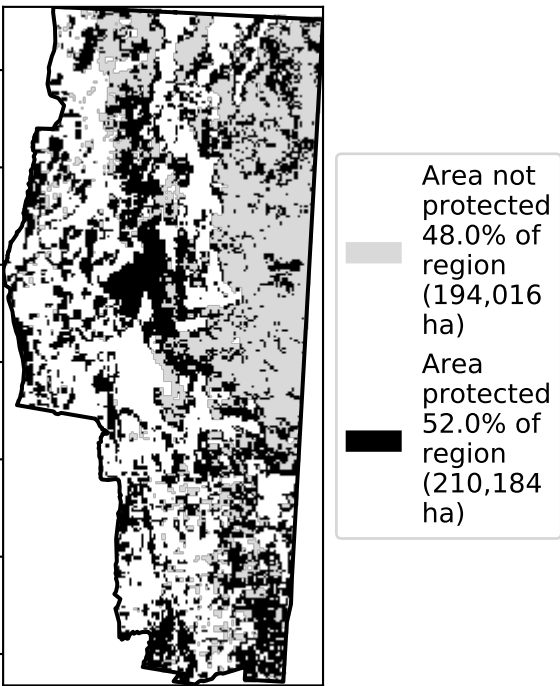 Area not
protected
48.0% of
region
(194,016
ha)
Area
protected
52.0% of
region
(210,184
ha)